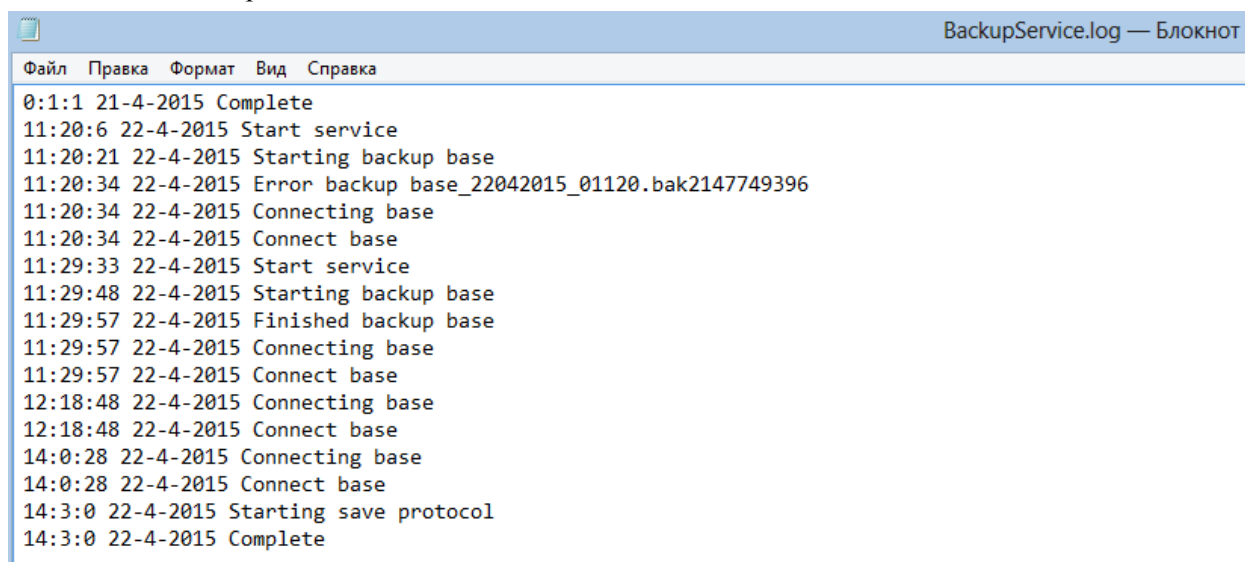 BackupService.log — Блокнот
Файл Правка Формат Вид Справка
0:1:1 21-4-2015 Complete
11:20:6 22-4-2015 Start service
11:20:21 22-4-2015 Starting backup base
11:20:34 22-4-2015 Error backup base_22042015_01120.bak2147749396
11:20:34 22-4-2015 Connecting base
11:20:34 22-4-2015 Connect base
11:29:33 22-4-2015 Start service
11:29:48 22-4-2015 Starting backup base
11:29:57 22-4-2015 Finished backup base
11:29:57 22-4-2015 Connecting base
11:29:57 22-4-2015 Connect base
12:18:48 22-4-2015 Connecting base
12:18:48 22-4-2015 Connect base
14:0:28 22-4-2015 Connecting base
14:0:28 22-4-2015 Connect base
14:3:0 22-4-2015 Starting save protocol
14:3:0 22-4-2015 Complete